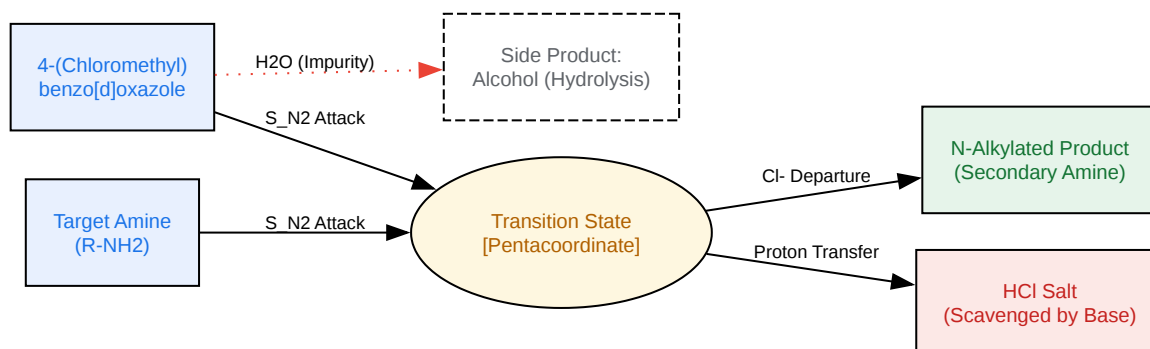 4-(Chloromethyl)
benzo[d]oxazole
H2O (Impurity)
Side Product:
Alcohol (Hydrolysis)
S_N2 Attack
Target Amine
(R-NH2)
S_N2 Attack
Transition State
[Pentacoordinate]
Cl- Departure
N-Alkylated Product
(Secondary Amine)
Proton Transfer
HCl Salt
(Scavenged by Base)